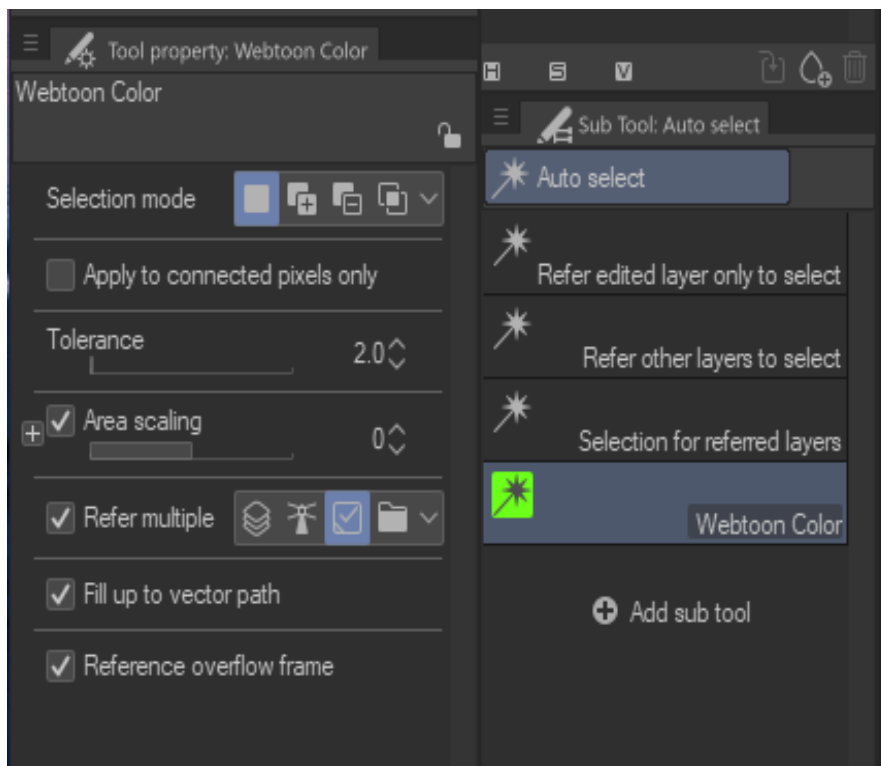 Tool property: Webtoon Color
Webtoon Color
Selection mode
Apply to connected pixels only
Tolerance
2.0
Area scaling
0
Refer multiple
Fill up to vector path
Reference overflow frame
H S V
Sub Tool: Auto select
Auto select
Refer edited layer only to select
Refer other layers to select
Selection for referred layers
Webtoon Color
Add sub tool